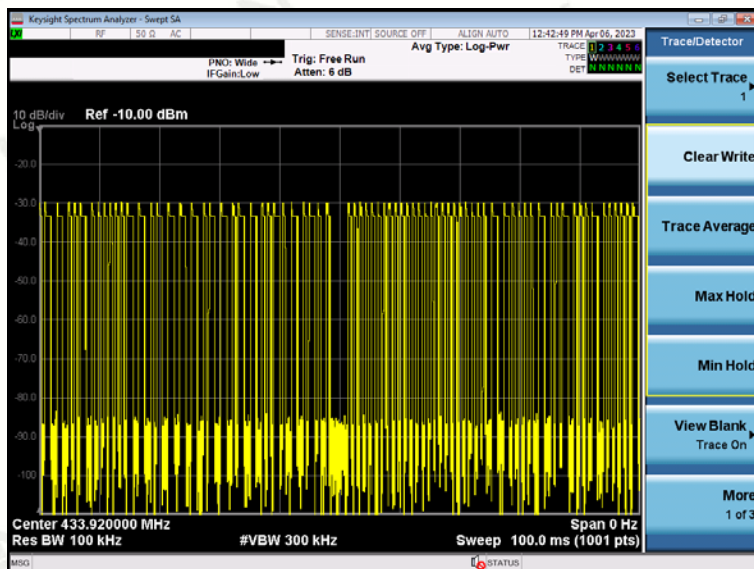 Keysight Spectrum Analyzer - Swept SA
LXI RF 50 Ω AC SENSE:INT SOURCE OFF ALIGN AUTO 12:42:49 PM Apr 06, 2023
Avg Type: Log-Pwr TRACE 1 2 3 4 5 6
PNO: Wide Trig: Free Run TYPE WWWWWW
IFGain:Low Atten: 6 dB DET N N N N N N
10 dB/div Ref -10.00 dBm
Log
-20.0
-30.0
-40.0
-50.0
-60.0
-70.0
-80.0
-90.0
-100
Center 433.920000 MHz Span 0 Hz
Res BW 100 kHz #VBW 300 kHz Sweep 100.0 ms (1001 pts)
MSG STATUS
Trace/Detector
Select Trace
1
Clear Write
Trace Average
Max Hold
Min Hold
View Blank
Trace On
More
1 of 3